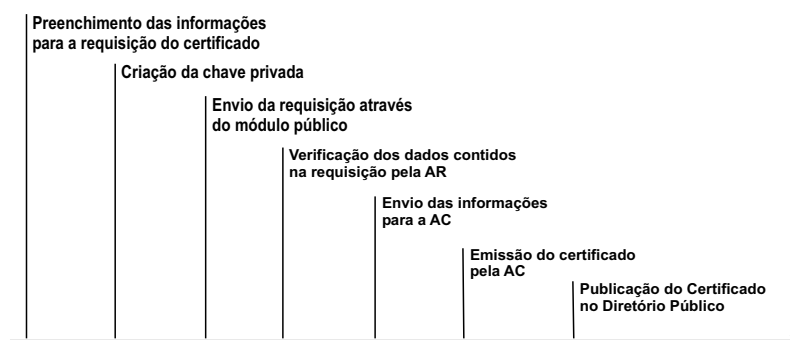 Preenchimento das informações
para a requisição do certificado
Criação da chave privada
Envio da requisição através
do módulo público
Verificação dos dados contidos
na requisição pela AR
Envio das informações
para a AC
Emissão do certificado
pela AC
Publicação do Certificado
no Diretório Público